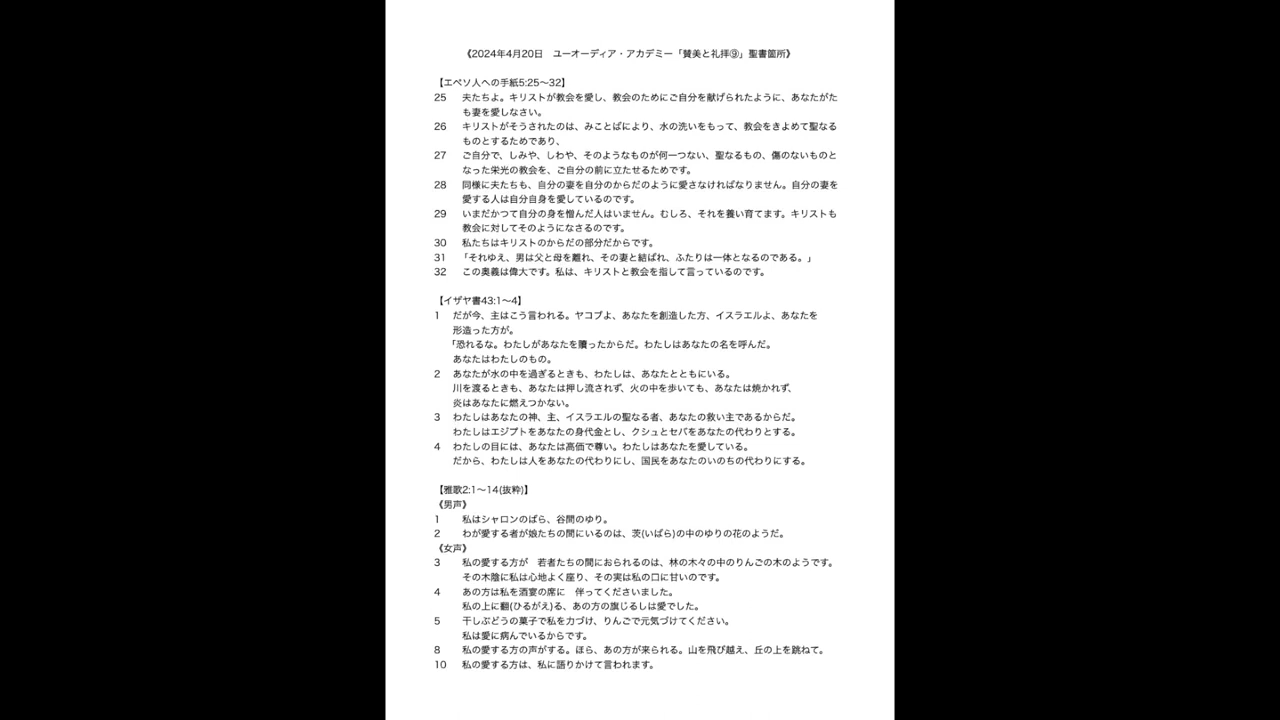 《2024年4月20日　ユーオーディア・アカデミー「賛美と礼拝⑨」聖書箇所》
【エペソ人への手紙5:25〜32】
25　夫たちよ。キリストが教会を愛し、教会のためにご自分を献げられたように、あなたがた
も妻を愛しなさい。
26　キリストがそうされたのは、みことばにより、水の洗いをもって、教会をきよめて聖なる
ものとするためであり、
27　ご自分で、しみや、しわや、そのようなものが何一つない、聖なるもの、傷のないものと
なった栄光の教会を、ご自分の前に立たせるためです。
28　同様に夫たちも、自分の妻を自分のからだのように愛さなければなりません。自分の妻を
愛する人は自分自身を愛しているのです。
29　いまだかつて自分の身を憎んだ人はいません。むしろ、それを養い育てます。キリストも
教会に対してそのようになさるのです。
30　私たちはキリストのからだの部分だからです。
31　「それゆえ、男は父と母を離れ、その妻と結ばれ、ふたりは一体となるのである。」
32　この奥義は偉大です。私は、キリストと教会を指して言っているのです。
【イザヤ書43:1〜4】
1　だが今、主はこう言われる。ヤコブよ、あなたを創造した方、イスラエルよ、あなたを
形造った方が。
「恐れるな。わたしがあなたを贖ったからだ。わたしはあなたの名を呼んだ。
あなたはわたしのもの。
2　あなたが水の中を過ぎるときも、わたしは、あなたとともにいる。
川を渡るときも、あなたは押し流されず、火の中を歩いても、あなたは焼かれず、
炎はあなたに燃えつかない。
3　わたしはあなたの神、主、イスラエルの聖なる者、あなたの救い主であるからだ。
わたしはエジプトをあなたの身代金とし、クシュとセバをあなたの代わりとする。
4　わたしの目には、あなたは高価で尊い。わたしはあなたを愛している。
だから、わたしは人をあなたの代わりにし、国民をあなたのいのちの代わりにする。
【雅歌2:1〜14(抜粋)】
《男声》
1　私はシャロンのばら、谷間のゆり。
2　わが愛する者が娘たちの間にいるのは、茨(いばら)の中のゆりの花のようだ。
《女声》
3　私の愛する方が　若者たちの間におられるのは、林の木々の中のりんごの木のようです。
その木陰に私は心地よく座り、その実は私の口に甘いのです。
4　あの方は私を酒宴の席に　伴ってくださいました。
私の上に翻(ひるがえ)る、あの方の旗じるしは愛でした。
5　干しぶどうの菓子で私を力づけ、りんごで元気づけてください。
私は愛に病んでいるからです。
8　私の愛する方の声がする。ほら、あの方が来られる。山を飛び越え、丘の上を跳ねて。
10　私の愛する方は、私に語りかけて言われます。